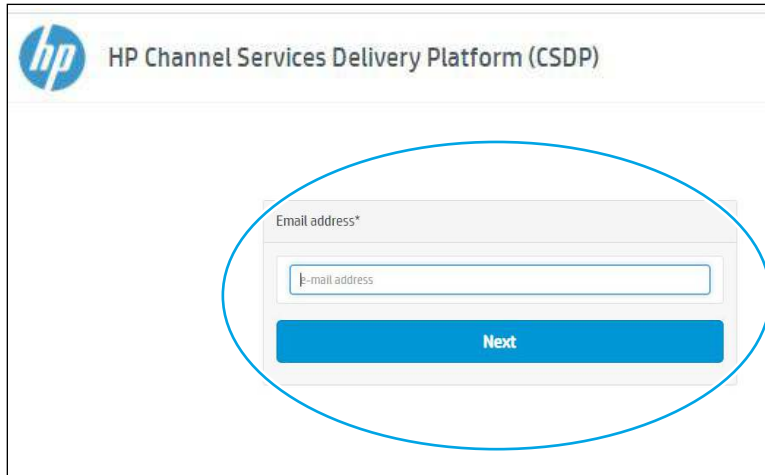 hp
HP Channel Services Delivery Platform (CSDP)
Email address*
e-mail address
Next